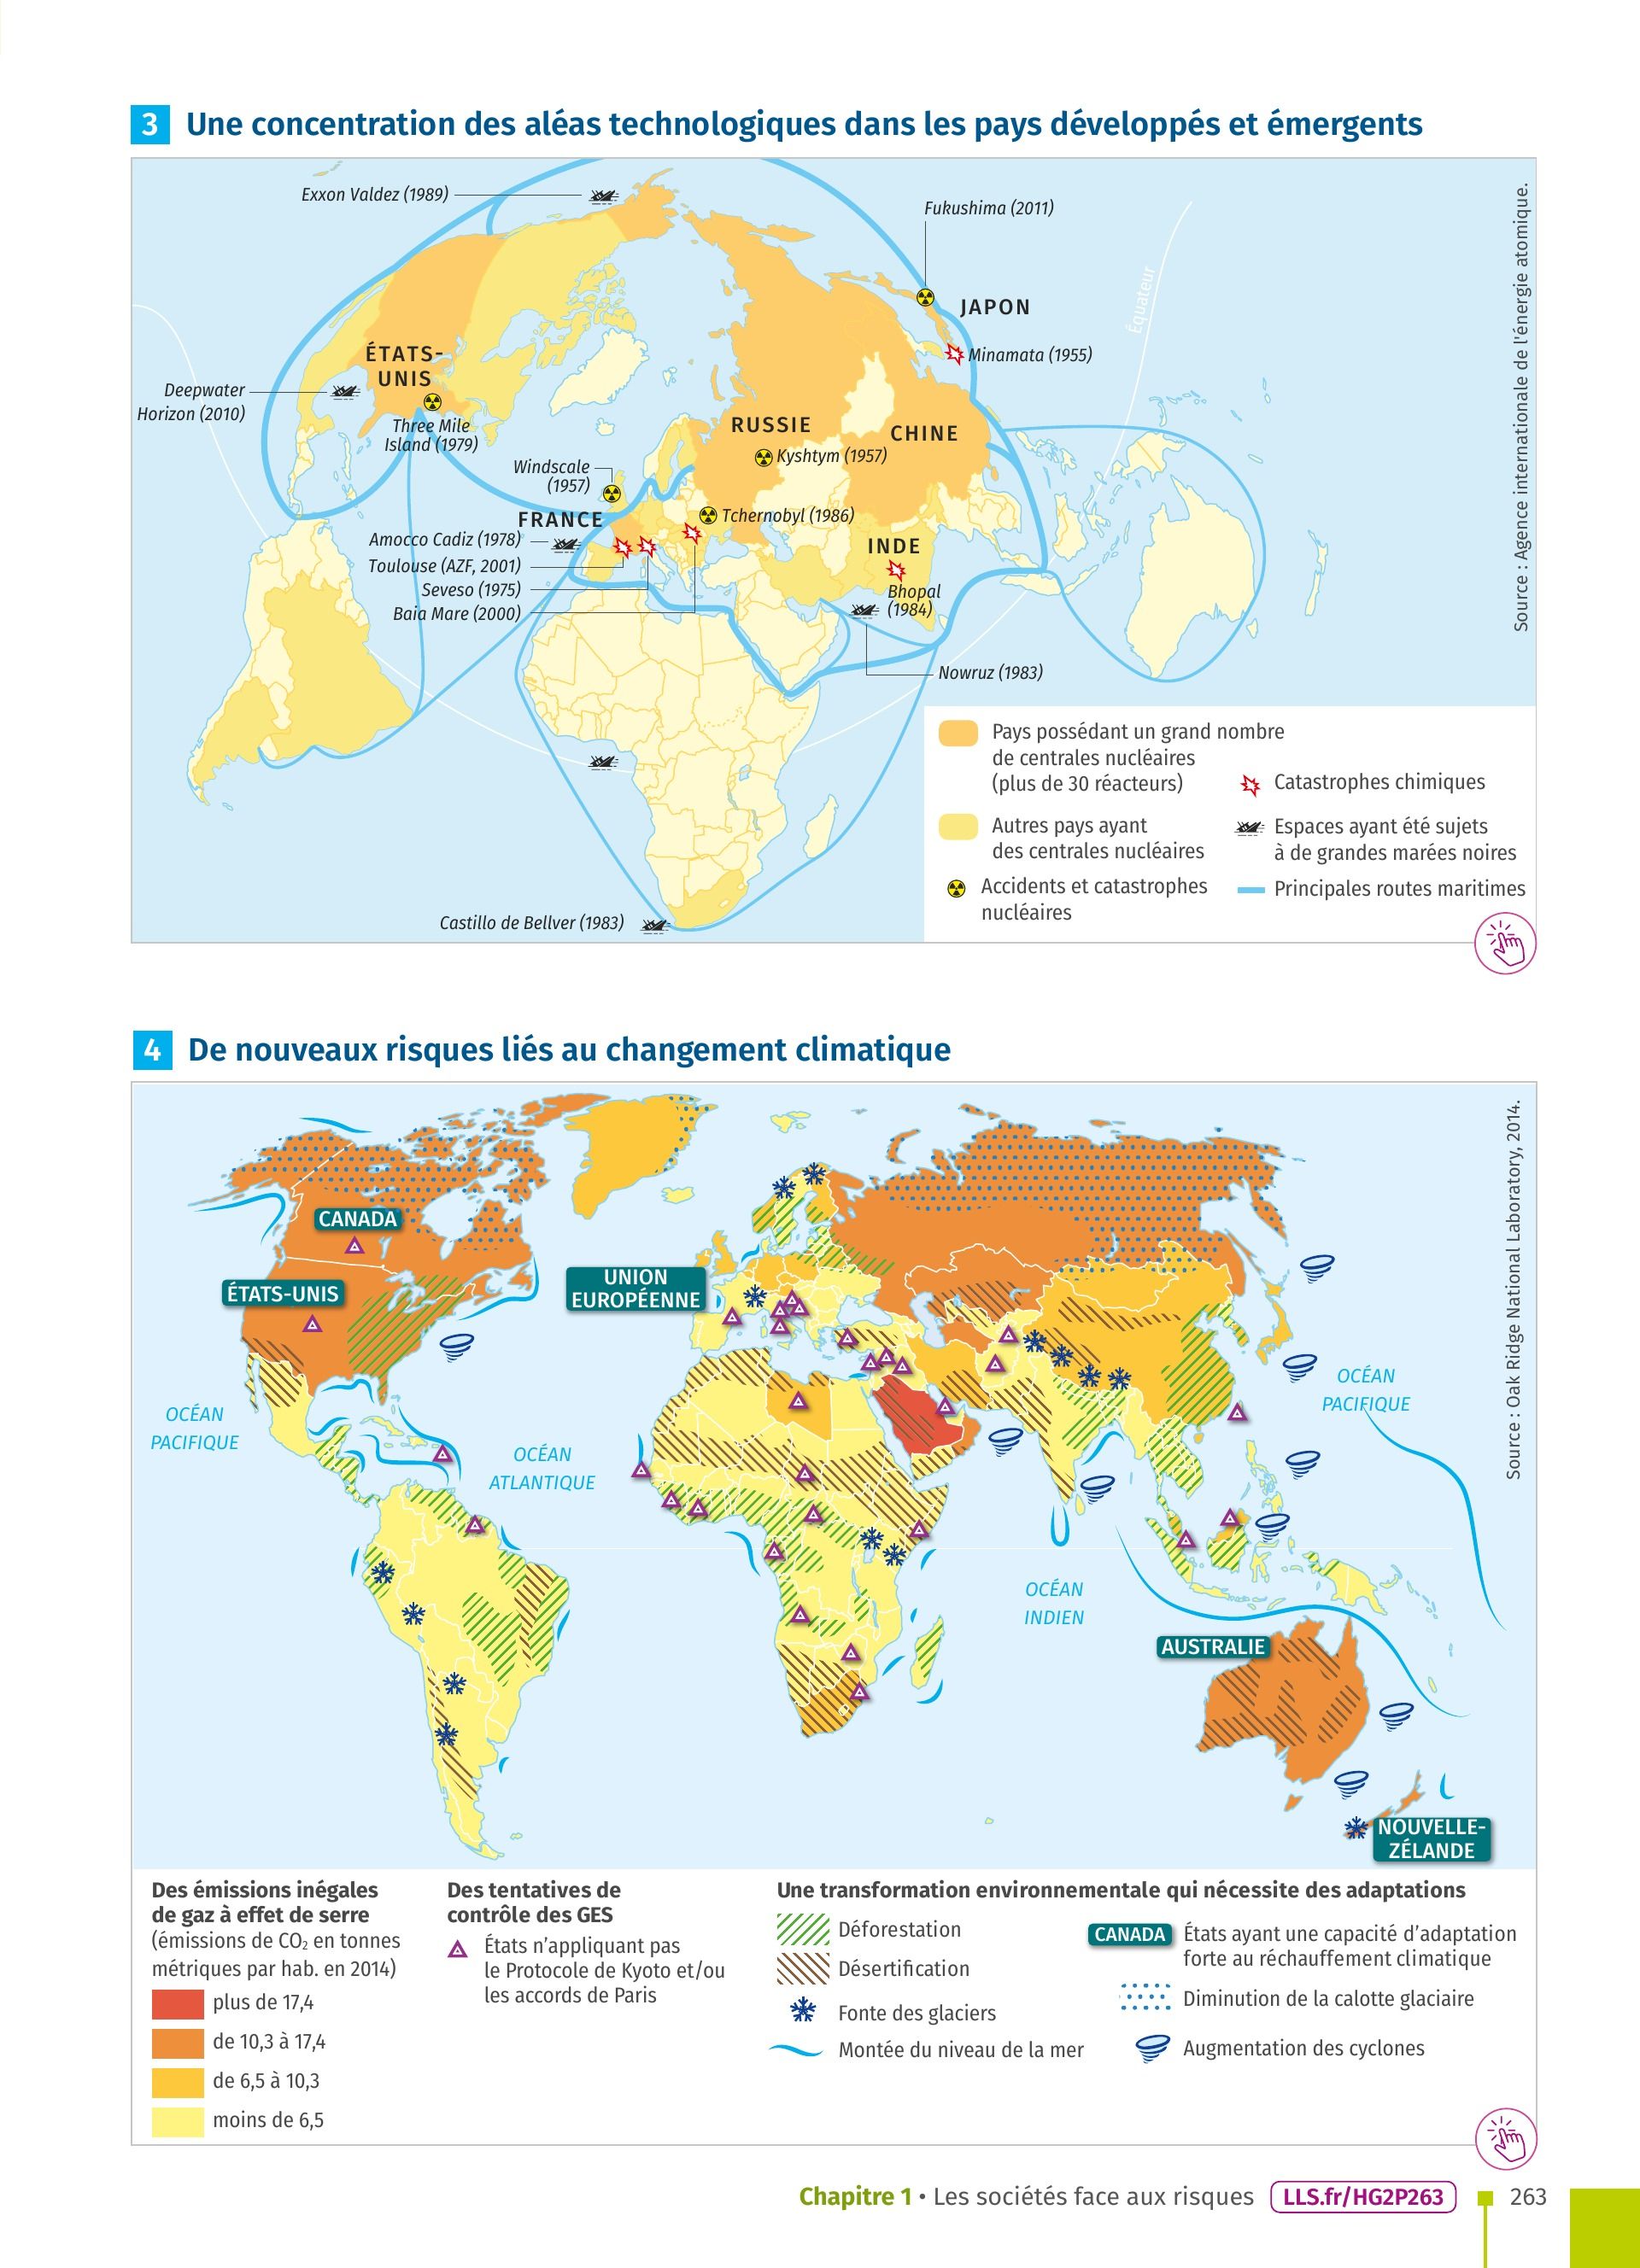 3 Une concentration des aléas technologiques dans les pays développés et émergents
Exxon Valdez (1989)
Fukushima (2011)
Équateur
JAPON
Minamata (1955)
ÉTATS-
UNIS
Deepwater
Horizon (2010)
Three Mile
Island (1979)
RUSSIE
CHINE
Kyshtym (1957)
Windscale
(1957)
Tchernobyl (1986)
FRANCE
Amocco Cadiz (1978)
Toulouse (AZF, 2001)
Seveso (1975)
Baia Mare (2000)
INDE
Bhopal
(1984)
Nowruz (1983)
Castillo de Bellver (1983)
Source : Agence internationale de l'énergie atomique.
Pays possédant un grand nombre
de centrales nucléaires
(plus de 30 réacteurs)
Autres pays ayant
des centrales nucléaires
Accidents et catastrophes
nucléaires
Catastrophes chimiques
Espaces ayant été sujets
à de grandes marées noires
Principales routes maritimes
4 De nouveaux risques liés au changement climatique
CANADA
ÉTATS-UNIS
UNION
EUROPÉENNE
OCÉAN
PACIFIQUE
OCÉAN
ATLANTIQUE
OCÉAN
PACIFIQUE
OCÉAN
INDIEN
AUSTRALIE
NOUVELLE-
ZÉLANDE
Source : Oak Ridge National Laboratory, 2014.
Des émissions inégales
de gaz à effet de serre
(émissions de CO₂ en tonnes
métriques par hab. en 2014)
plus de 17,4
de 10,3 à 17,4
de 6,5 à 10,3
moins de 6,5
Des tentatives de
contrôle des GES
États n’appliquant pas
le Protocole de Kyoto et/ou
les accords de Paris
Une transformation environnementale qui nécessite des adaptations
Déforestation
Désertification
Fonte des glaciers
Montée du niveau de la mer
CANADA États ayant une capacité d’adaptation
forte au réchauffement climatique
Diminution de la calotte glaciaire
Augmentation des cyclones
Chapitre 1 • Les sociétés face aux risques LLS.fr/HG2P263 263